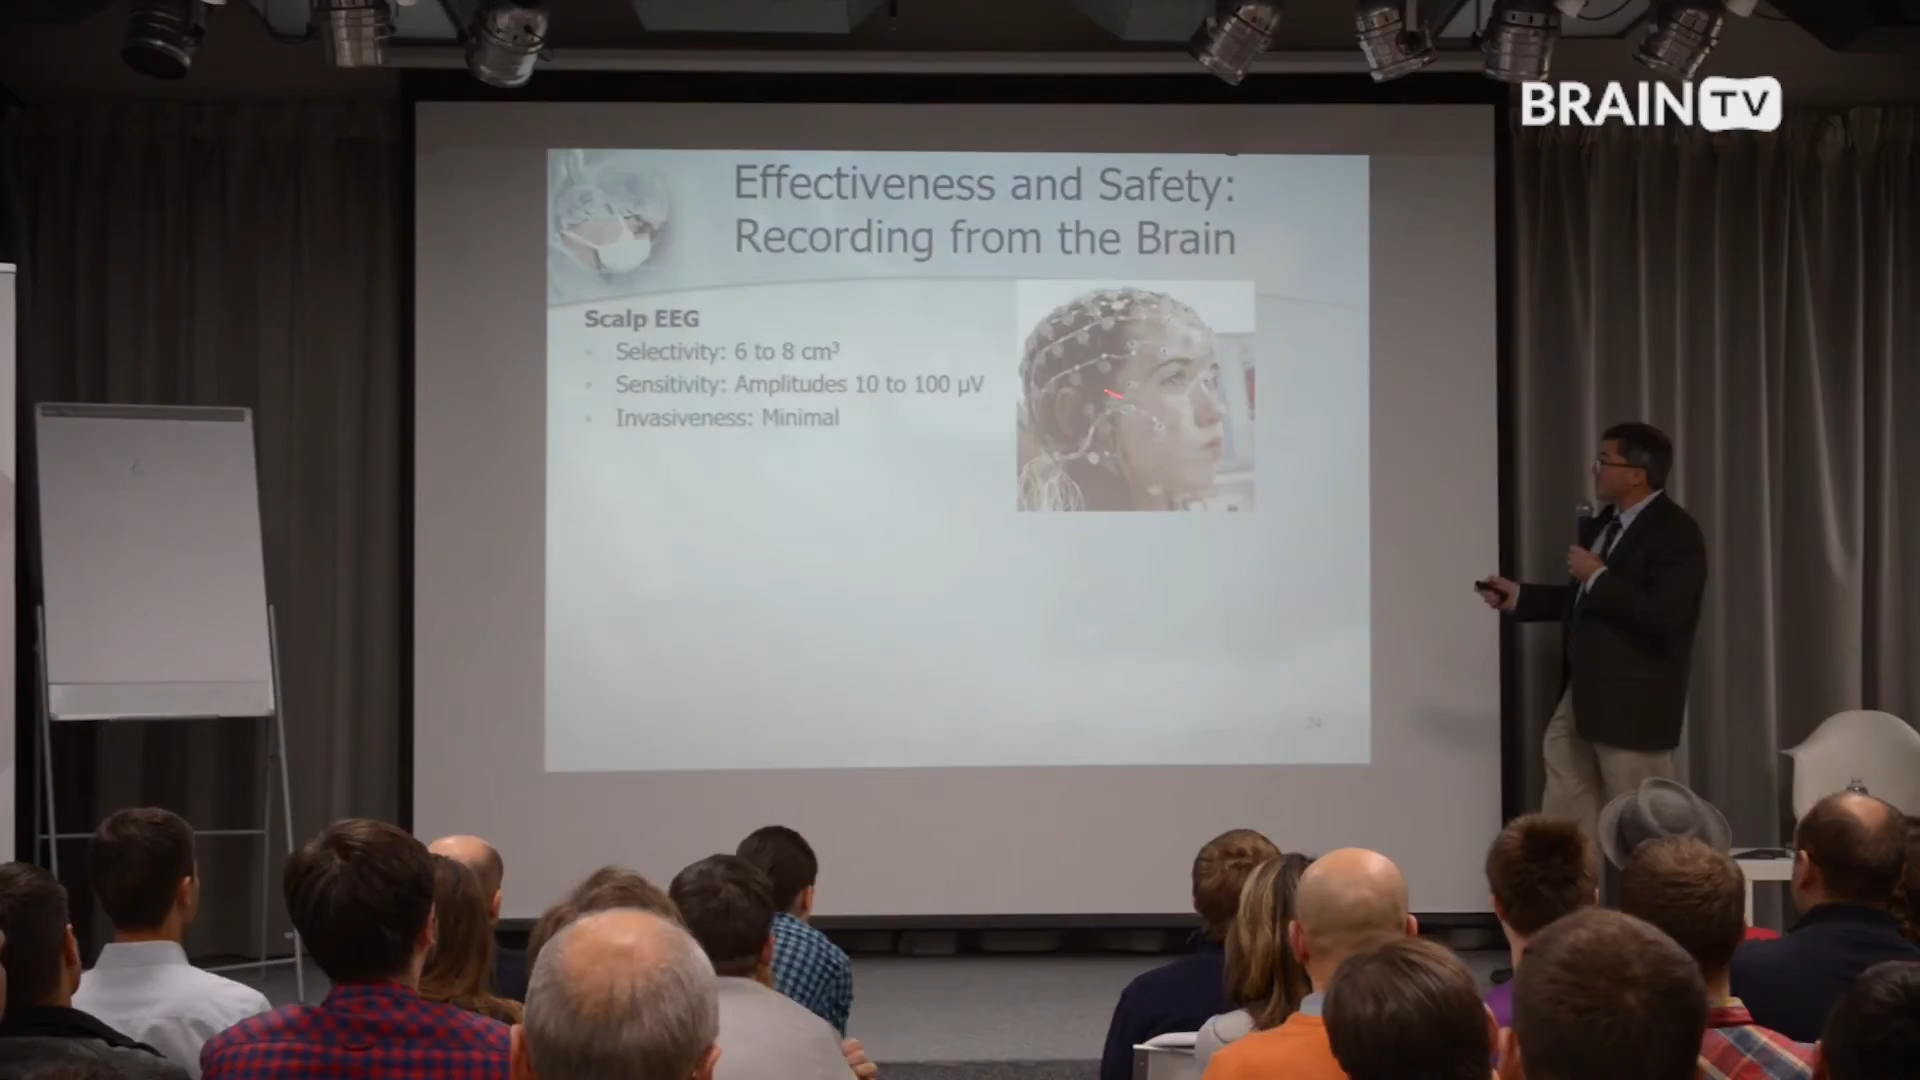 BRAIN TV
Effectiveness and Safety:
Recording from the Brain
Scalp EEG
Selectivity: 6 to 8 cm³
Sensitivity: Amplitudes 10 to 100 µV
Invasiveness: Minimal
24